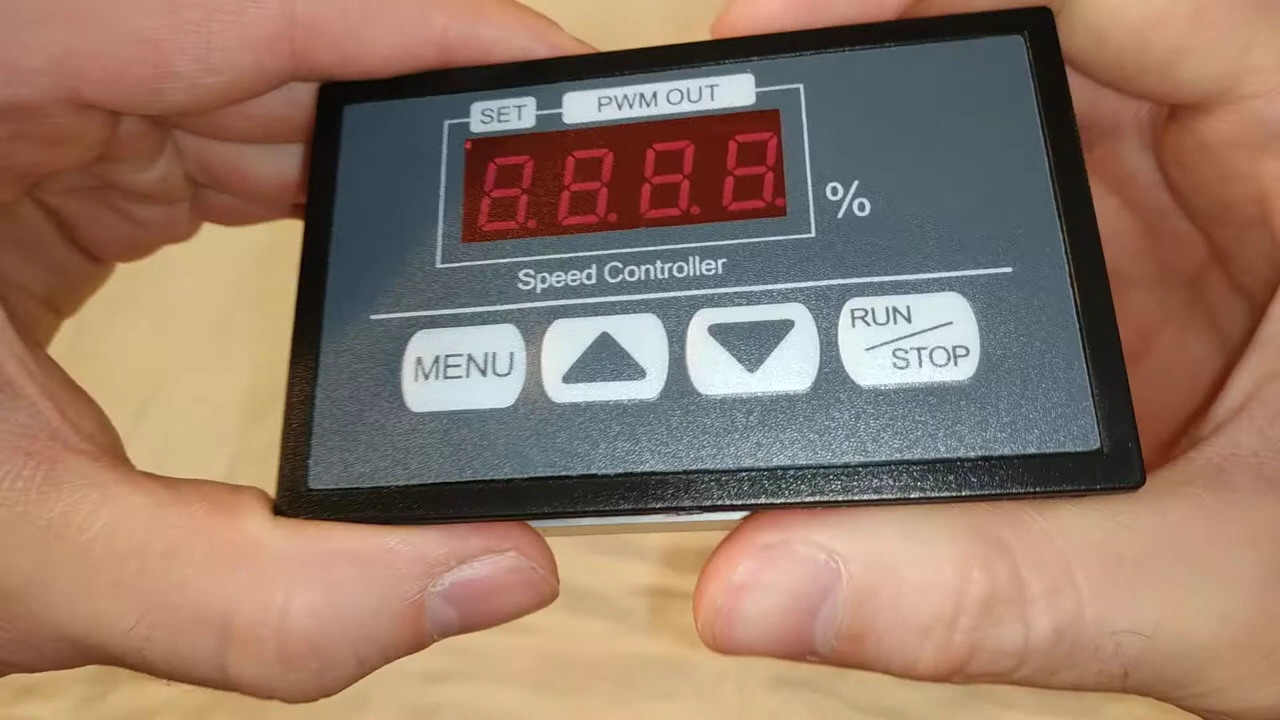 SET PWM OUT
8.8.8.8.
%
Speed Controller
MENU
RUN
STOP